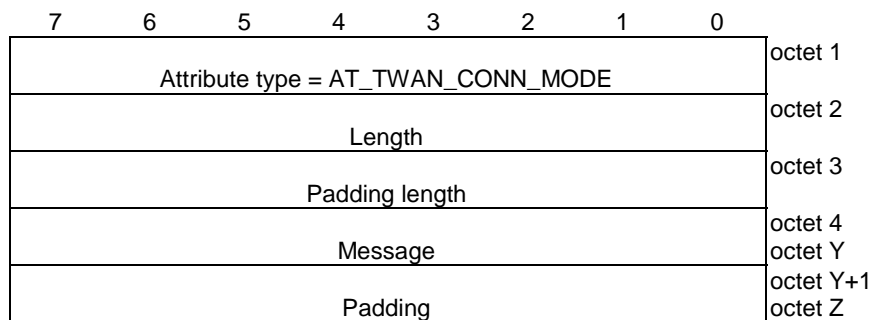 7 6 5 4 3 2 1 0
octet 1
Attribute type = AT_TWAN_CONN_MODE
octet 2
Length
octet 3
Padding length
octet 4
Message octet Y
octet Y+1
Padding octet Z